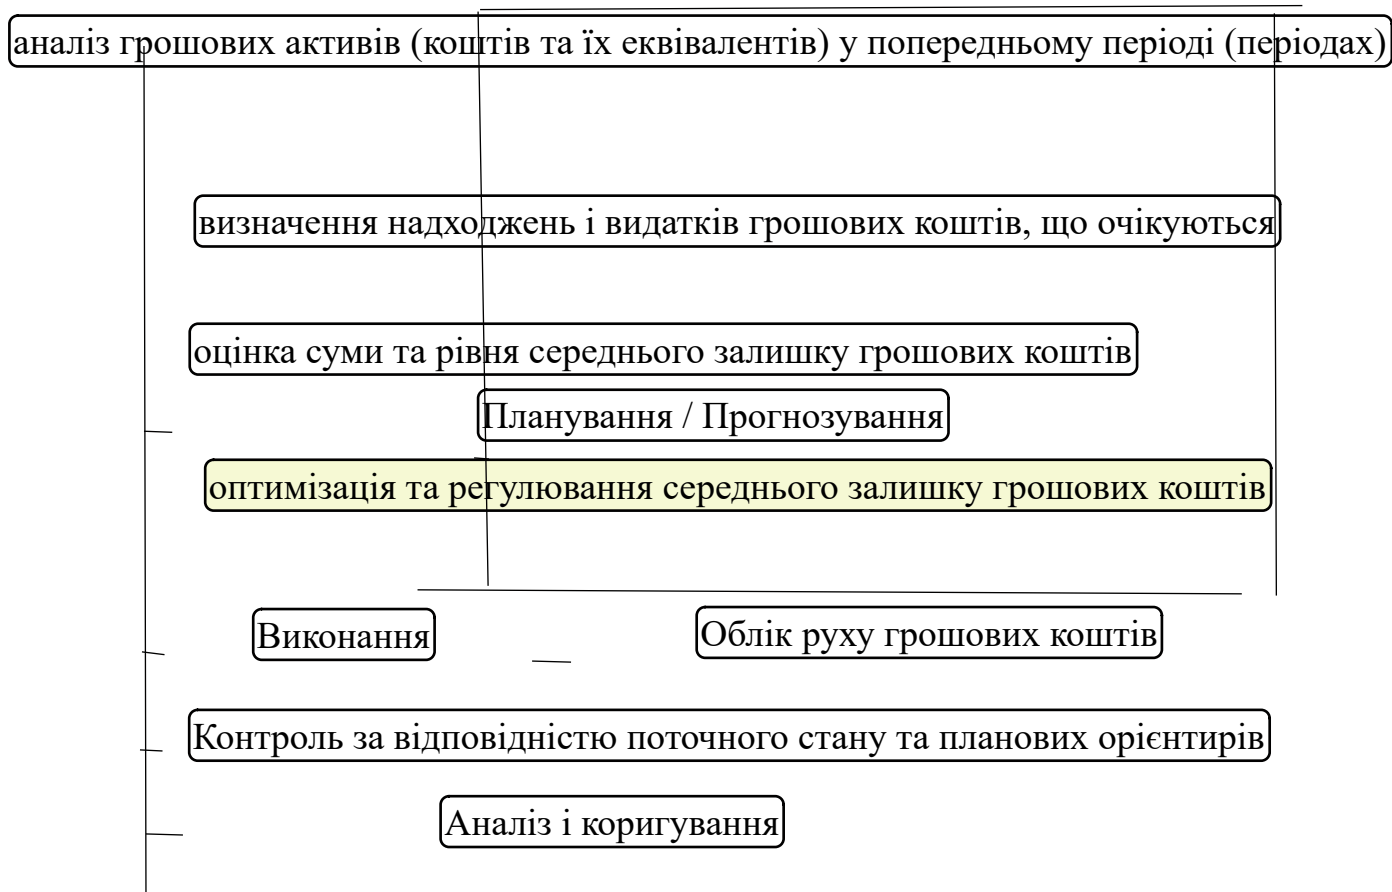 аналіз грошових активів (коштів та їх еквівалентів) у попередньому періоді (періодах)
визначення надходжень і видатків грошових коштів, що очікуються
оцінка суми та рівня середнього залишку грошових коштів
Планування / Прогнозування
оптимізація та регулювання середнього залишку грошових коштів
Виконання
Облік руху грошових коштів
Контроль за відповідністю поточного стану та планових орієнтирів
Аналіз і коригування